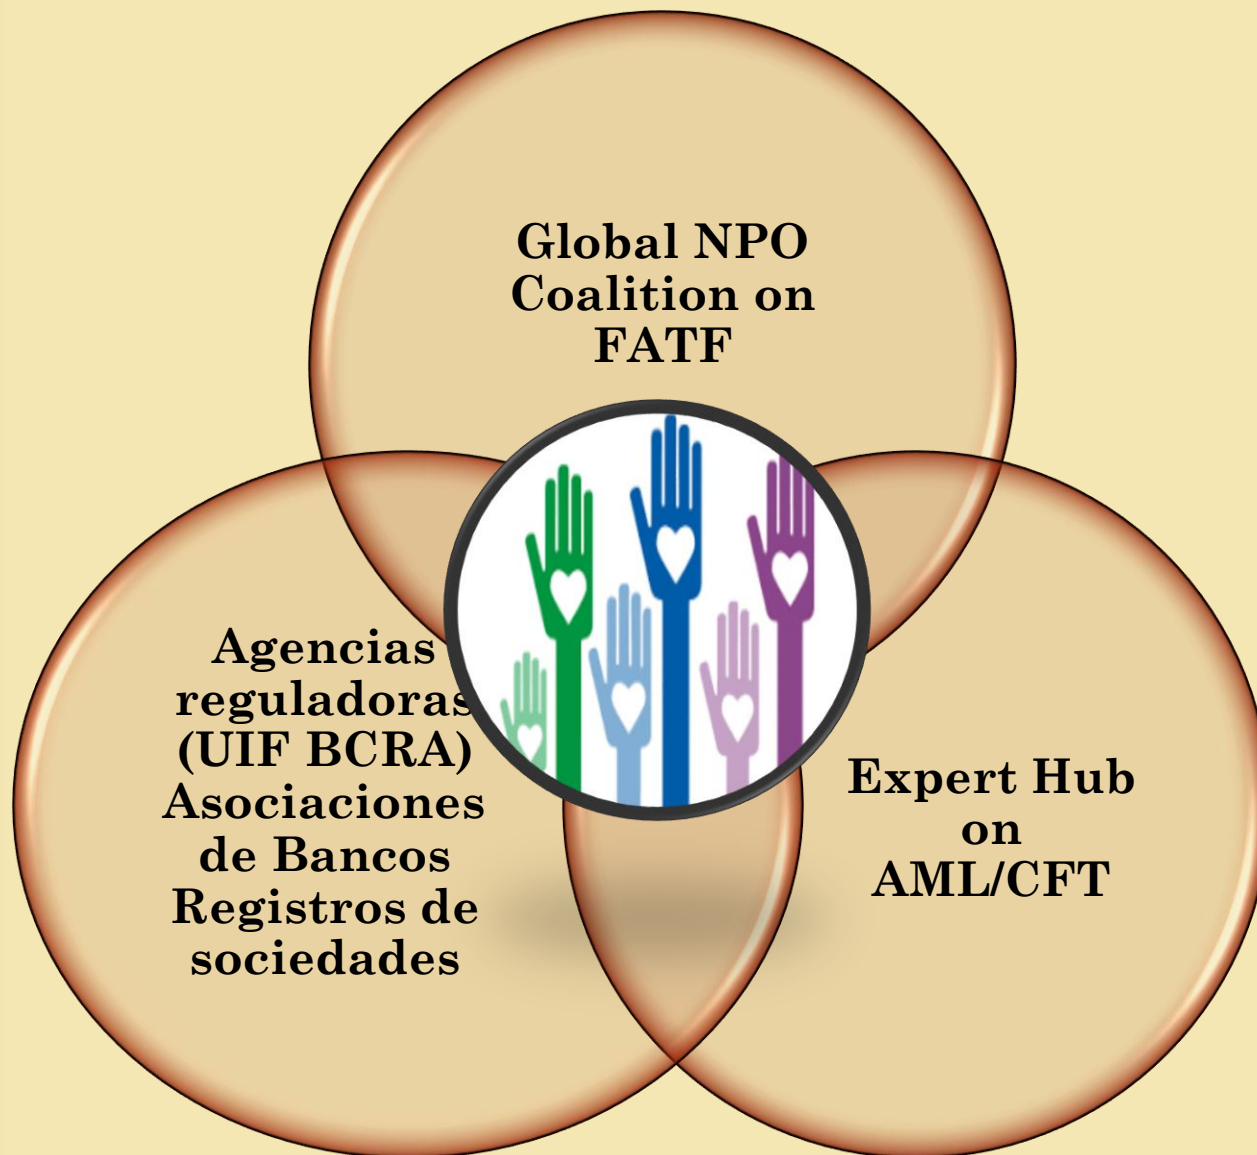 Global NPO
Coalition on
FATF
Agencias
reguladoras
(UIF BCRA)
Asociaciones
de Bancos
Registros de
sociedades
Expert Hub
on
AML/CFT